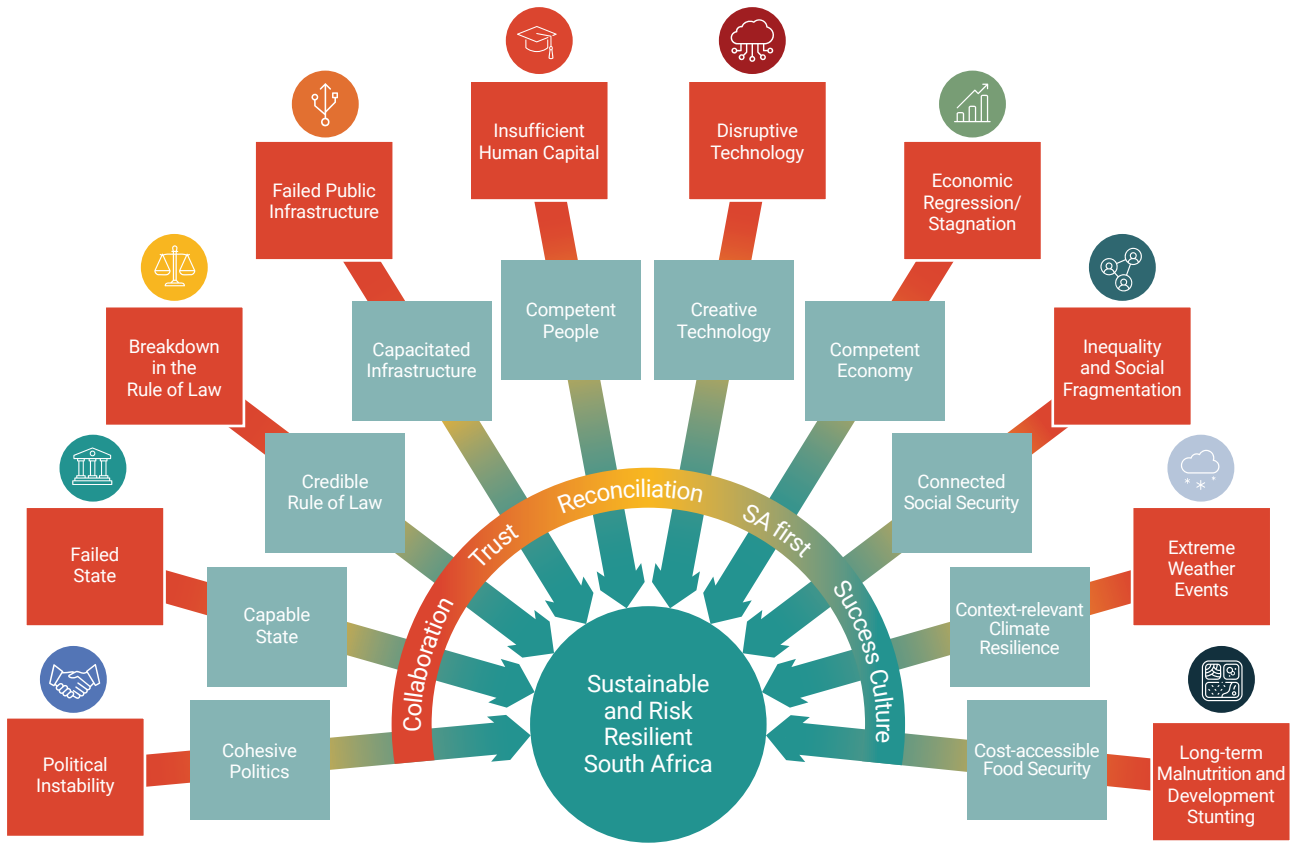 Insufficient
Human Capital
Disruptive
Technology
Failed Public
Infrastructure
Economic
Regression/
Stagnation
Breakdown
in the
Rule of Law
Inequality
and Social
Fragmentation
Failed
State
Extreme
Weather
Events
Political
Instability
Long-term
Malnutrition and
Development
Stunting
Competent
People
Creative
Technology
Capacitated
Infrastructure
Competent
Economy
Credible
Rule of Law
Connected
Social Security
Capable
State
Context-relevant
Climate
Resilience
Cohesive
Politics
Cost-accessible
Food Security
Collaboration
Trust
Reconciliation
SA first
Success Culture
Sustainable
and Risk
Resilient
South Africa